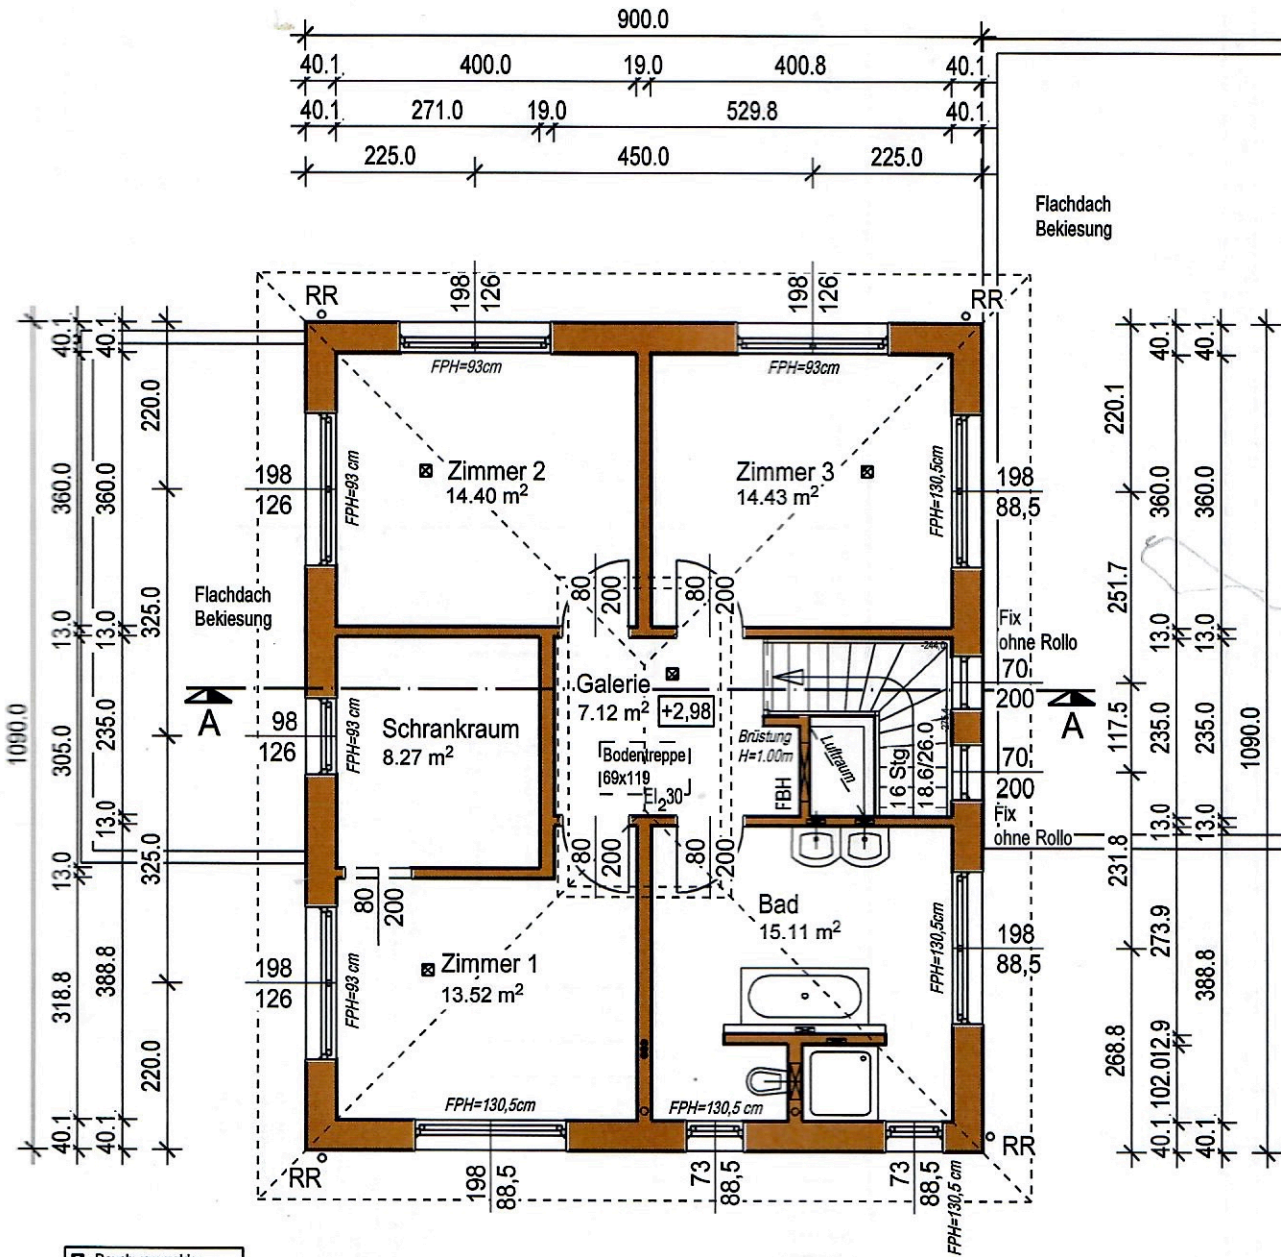 900.0
40.1 400.0 19.0 400.8 40.1
40.1 271.0 19.0 529.8 40.1
225.0 450.0 225.0
Flachdach
Bekiesung
RR
198
126
198
126
RR
FPH=93cm
FPH=93cm
1090.0
40.1 360.0 13.0 305.0 13.0 318.8 40.1
40.1 360.0 13.0 235.0 13.0 388.8 40.1
220.0 325.0 325.0 220.0
198
126
FPH=93 cm
Zimmer 2
14.40 m²
Zimmer 3
14.43 m²
FPH=130,5cm
198
88,5
220.1 251.7 117.5 231.8 268.8
40.1 360.0 13.0 235.0 13.0 273.9 12.9 102.0 40.1
40.1 360.0 13.0 235.0 13.0 388.8 40.1
1090.0
Flachdach
Bekiesung
80
200
80
200
Fix
ohne Rollo
70
200
A
A
-244.0
Galerie
7.12 m²
+2,98
98
126
FPH=93 cm
Schrankraum
8.27 m²
Bodentreppe
69x119
EI₂30
Brüstung
H=1.00m
FBH
Luftraum
16 Stg
18.6/26.0
70
200
Fix
ohne Rollo
80
200
80
200
80
200
Bad
15.11 m²
FPH=130,5cm
198
88,5
198
126
FPH=93 cm
Zimmer 1
13.52 m²
FPH=130,5cm
FPH=130,5 cm
RR
198
88,5
73
88,5
73
88,5
FPH=130,5 cm
RR